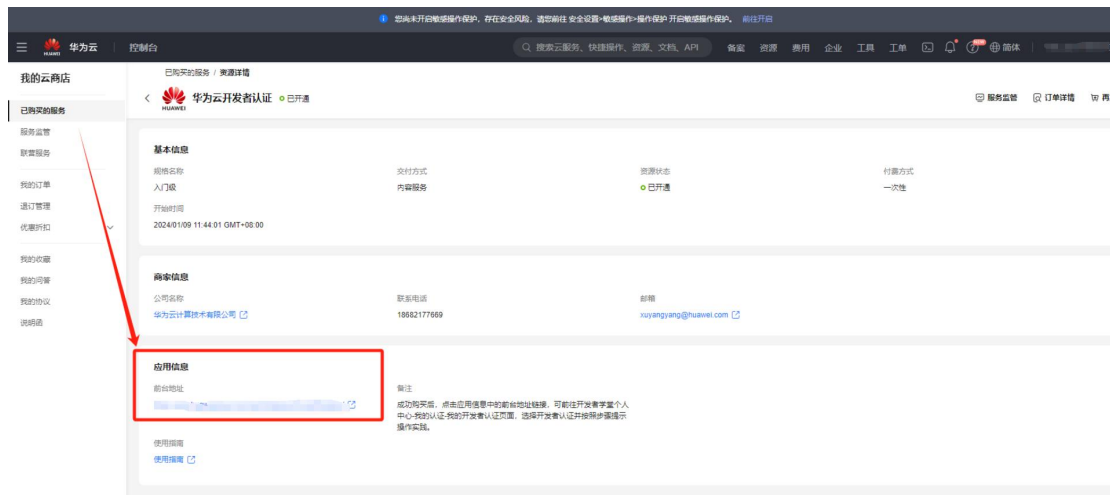 您尚未开启敏感操作保护，存在安全风险，请您前往 安全设置>敏感操作>操作保护 开启敏感操作保护。 前往开启
HUAWEI 华为云 控制台 搜索云服务、快捷操作、资源、文档、API 备案 资源 费用 企业 工具 工单 简体
我的云商店
已购买的服务 / 资源详情
HUAWEI 华为云开发者认证 已开通 服务监管 订单详情 再
已购买的服务
服务监管
联营服务
我的订单
退订管理
优惠折扣
我的收藏
我的问答
我的协议
说明函
基本信息
规格名称 交付方式 资源状态 付费方式
入门级 内容服务 已开通 一次性
开始时间
2024/01/09 11:44:01 GMT+08:00
商家信息
公司名称 联系电话 邮箱
华为云计算技术有限公司 18682177669 xuyangyang@huawei.com
应用信息
前台地址 备注
成功购买后，点击应用信息中的前台地址链接，可前往开发者学堂个人
中心-我的认证-我的开发者认证页面，选择开发者认证并按照步骤提示
操作实践。
使用指南
使用指南